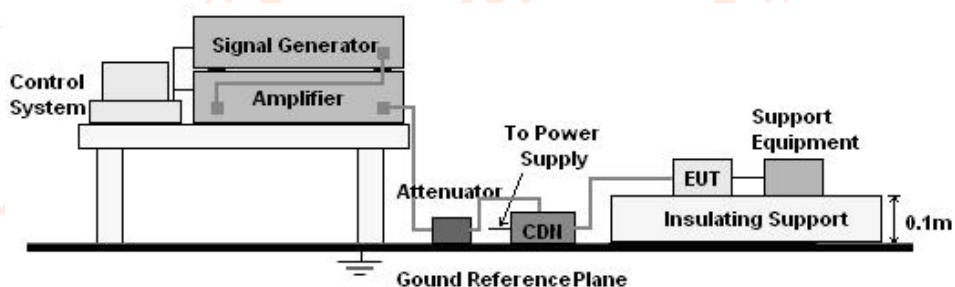 Signal Generator
Control
System
Amplifier
To Power
Supply
Support
Equipment
Attenuator
EUT
CDN
Insulating Support
0.1m
Gound Reference Plane